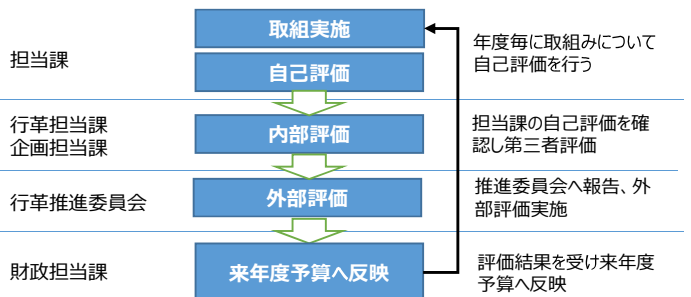 担当課
取組実施
自己評価
年度毎に取組みについて
自己評価を行う
行革担当課
企画担当課
内部評価
担当課の自己評価を確
認し第三者評価
行革推進委員会
外部評価
推進委員会へ報告、外
部評価実施
財政担当課
来年度予算へ反映
評価結果を受け来年度
予算へ反映